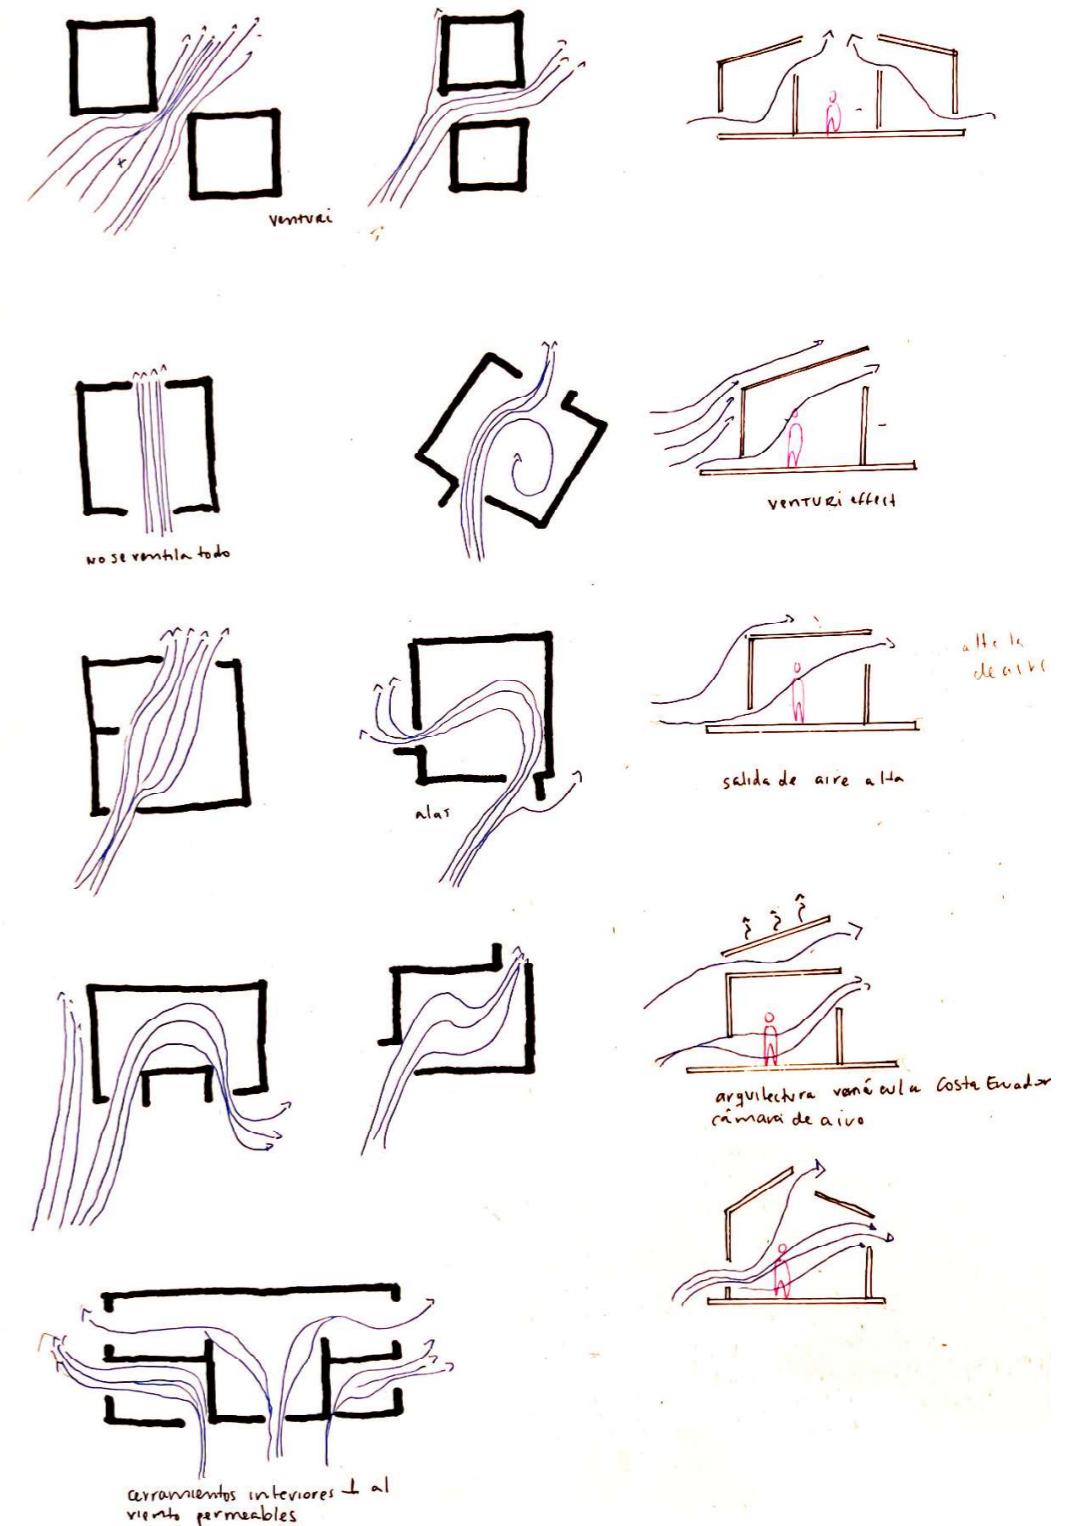 venturi
no se ventila todo
venturi effect
alas
salida de aire alta
arquitectura vernácula Costa Ecuador
cámara de aire
cerramientos interiores ⊥ al
viento permeables